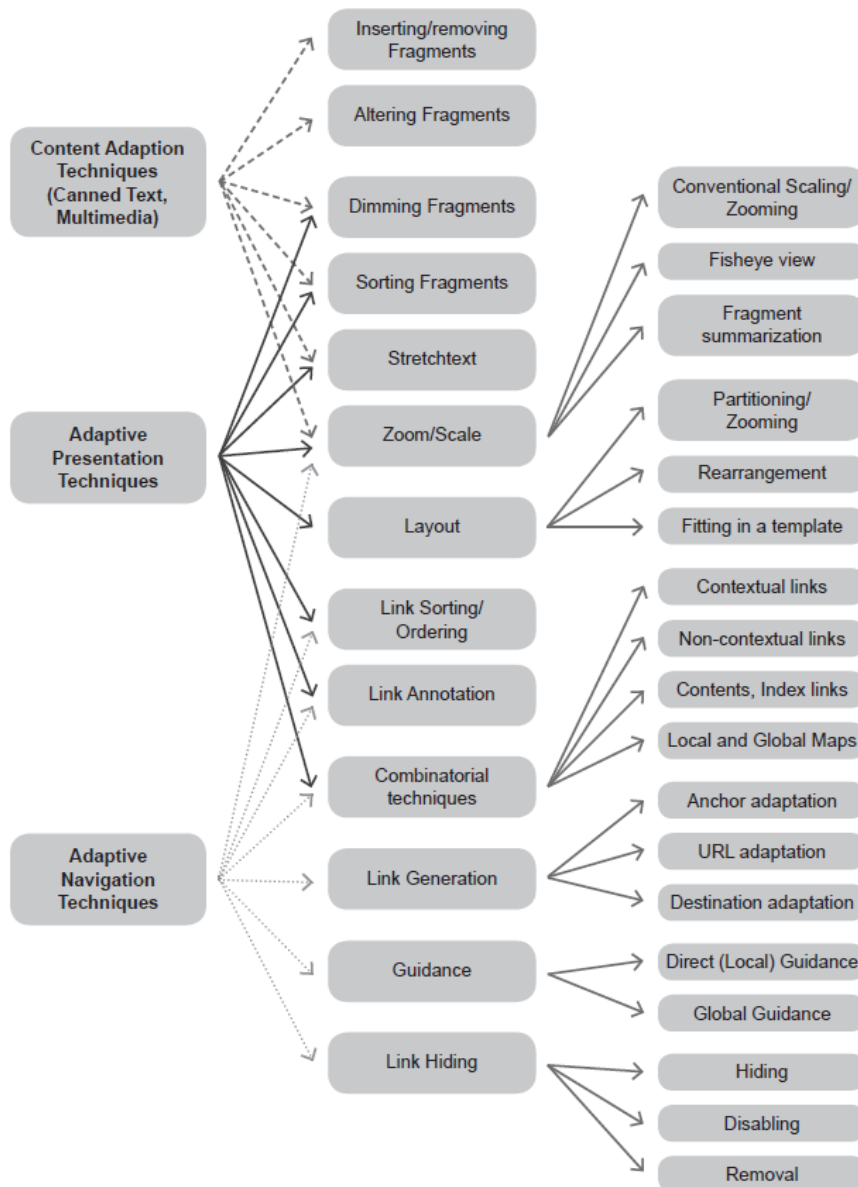 Inserting/removing
Fragments
Altering Fragments
Content Adaption
Techniques
(Canned Text,
Multimedia)
Dimming Fragments
Conventional Scaling/
Zooming
Sorting Fragments
Fisheye view
Stretchtext
Fragment
summarization
Adaptive
Presentation
Techniques
Zoom/Scale
Partitioning/
Zooming
Rearrangement
Layout
Fitting in a template
Link Sorting/
Ordering
Contextual links
Non-contextual links
Link Annotation
Contents, Index links
Local and Global Maps
Combinatorial
techniques
Anchor adaptation
Adaptive
Navigation
Techniques
Link Generation
URL adaptation
Destination adaptation
Guidance
Direct (Local) Guidance
Global Guidance
Link Hiding
Hiding
Disabling
Removal